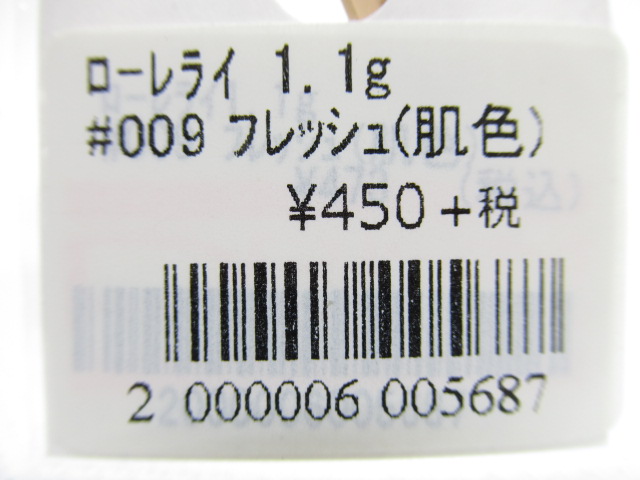 ﾛｰﾚﾗｲ 1.1g
#009 ﾌﾚｯｼｭ(肌色)
¥450+税
2 000006 005687